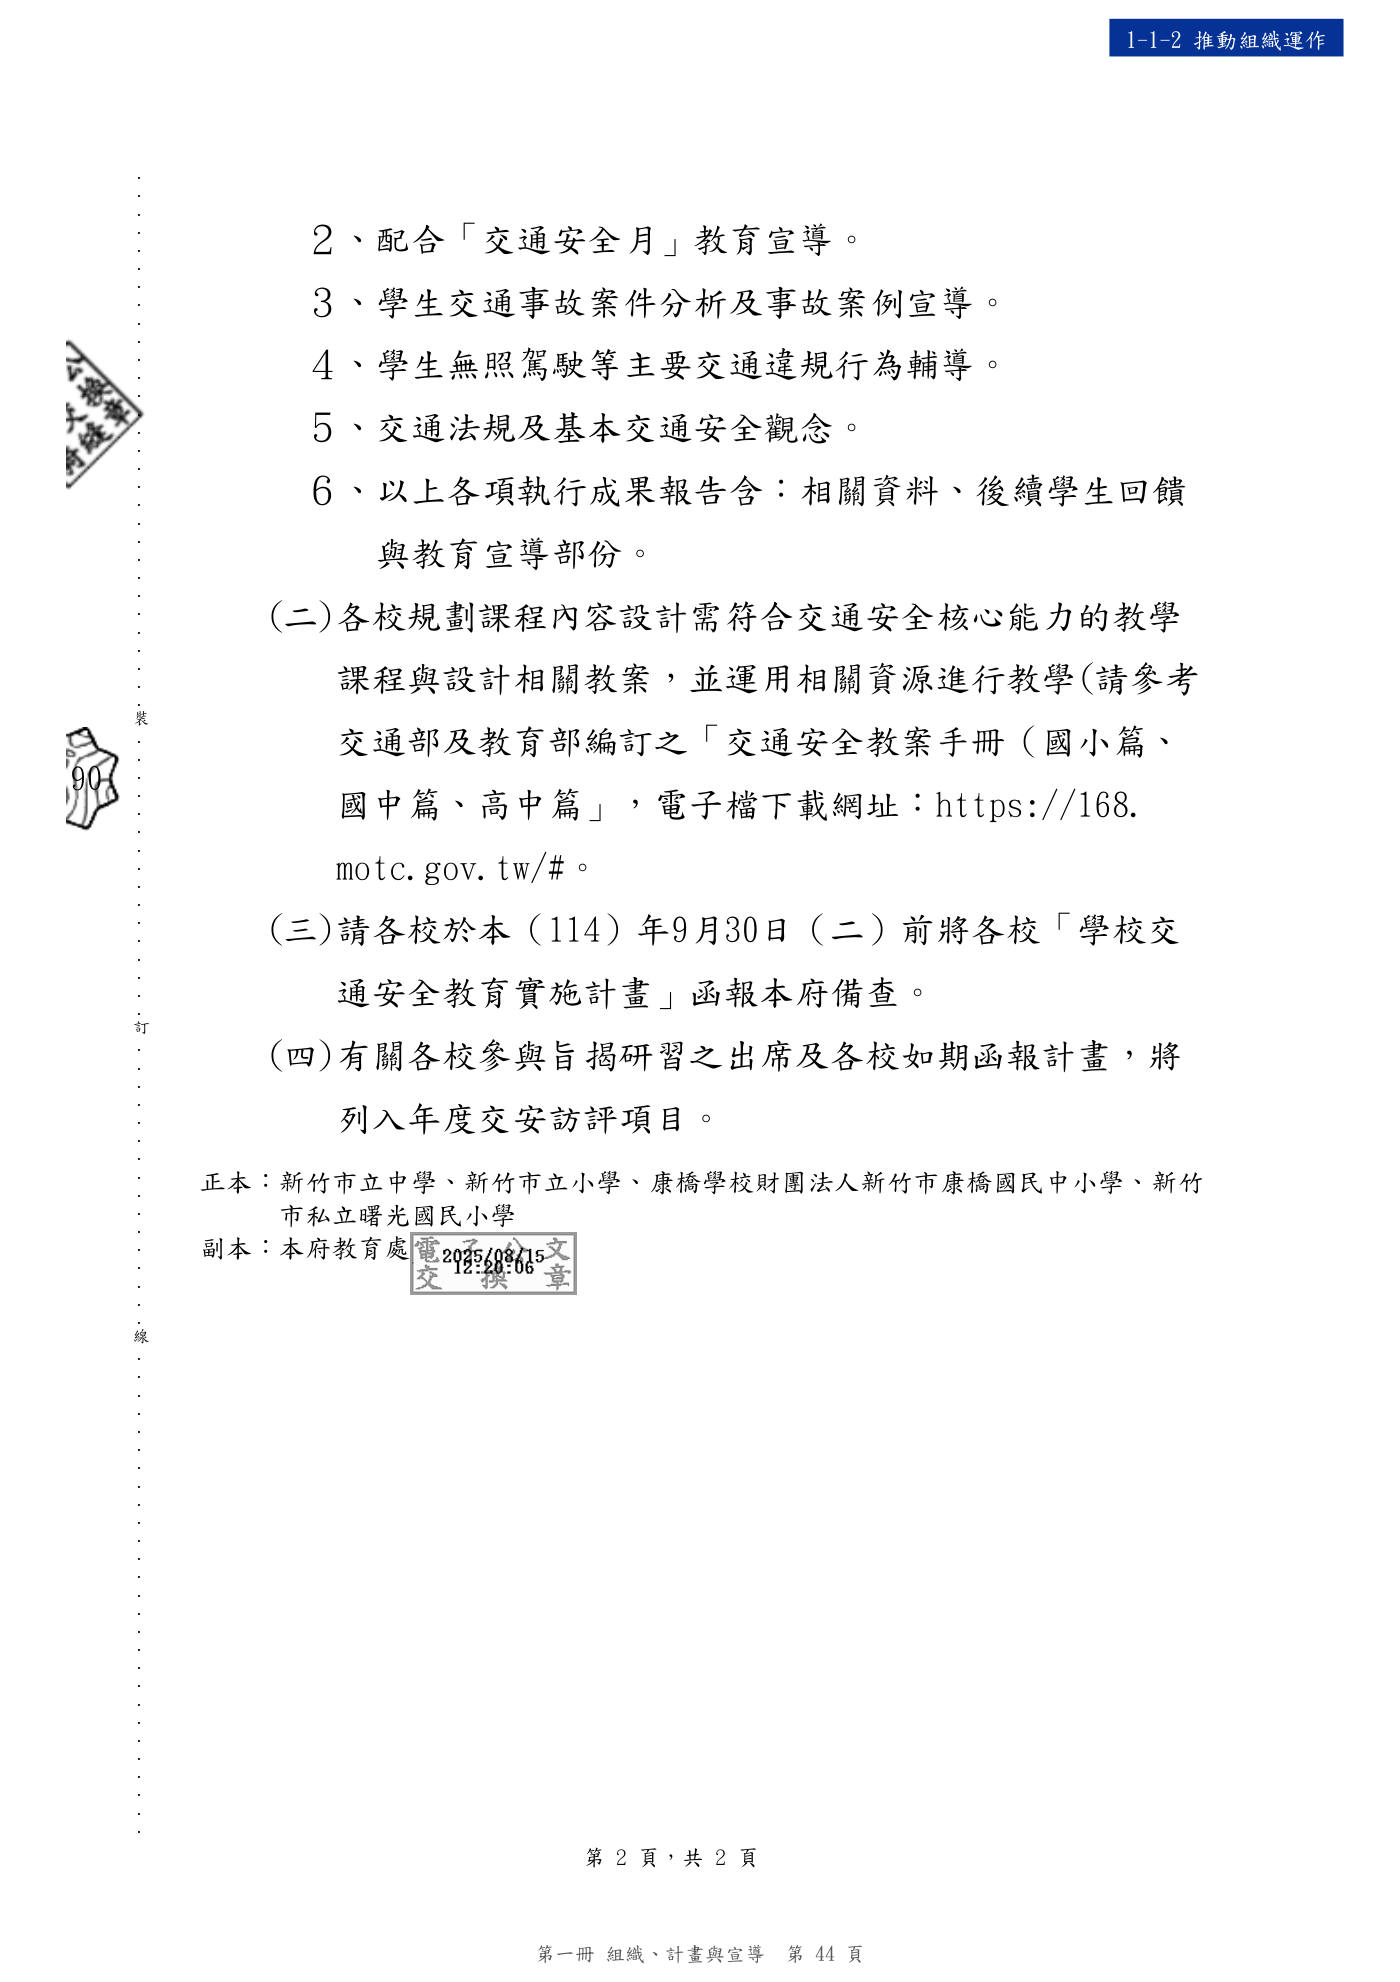 1-1-2 推動組織運作
2、配合「交通安全月」教育宣導。
3、學生交通事故案件分析及事故案例宣導。
4、學生無照駕駛等主要交通違規行為輔導。
5、交通法規及基本交通安全觀念。
6、以上各項執行成果報告含：相關資料、後續學生回饋
與教育宣導部份。
(二)各校規劃課程內容設計需符合交通安全核心能力的教學
課程與設計相關教案，並運用相關資源進行教學(請參考
交通部及教育部編訂之「交通安全教案手冊（國小篇、
國中篇、高中篇」，電子檔下載網址：https://168.
motc.gov.tw/#。
(三)請各校於本（114）年9月30日（二）前將各校「學校交
通安全教育實施計畫」函報本府備查。
(四)有關各校參與旨揭研習之出席及各校如期函報計畫，將
列入年度交安訪評項目。
正本：新竹市立中學、新竹市立小學、康橋學校財團法人新竹市康橋國民中小學、新竹
市私立曙光國民小學
副本：本府教育處
電子公文
2025/08/15
12:20:06
交換章
換
縫章
90
裝
訂
線
第 2 頁，共 2 頁
第一冊 組織、計畫與宣導 第 44 頁